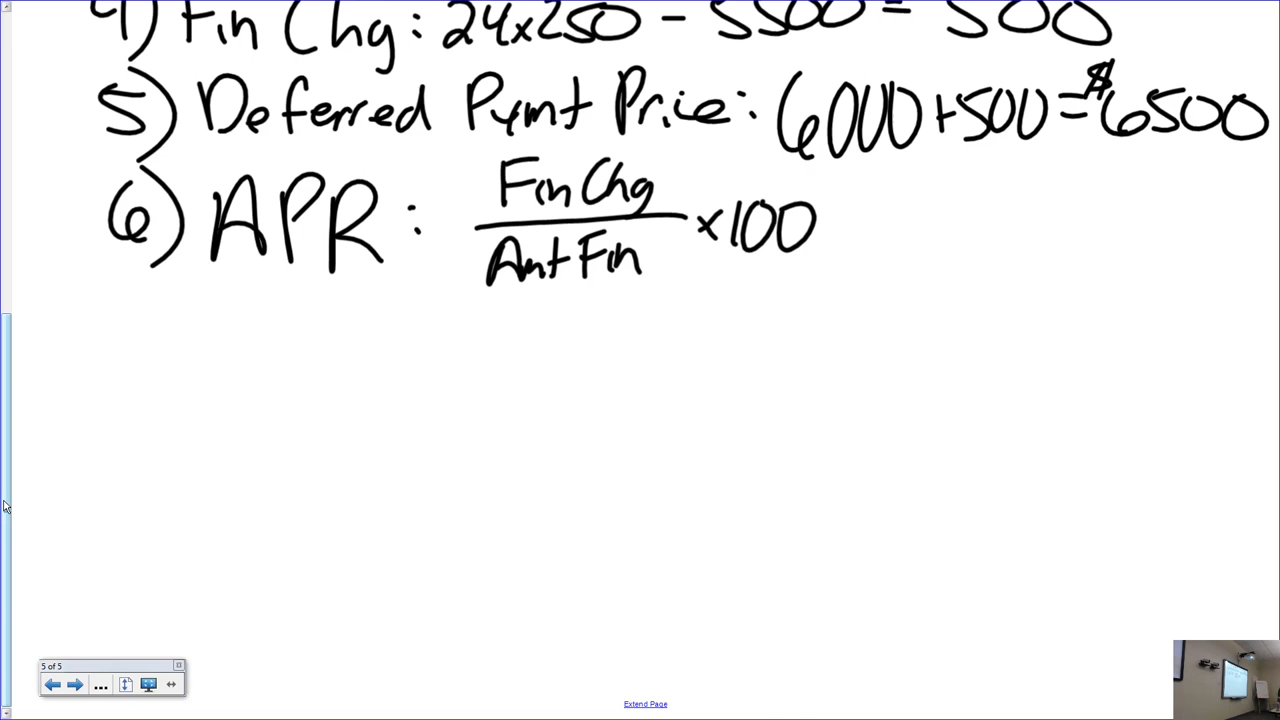 4) Fin Chg: 24x250 - 5500 = 500
5) Deferred Pymt Price: 6000+500=$6500
6) APR: Fin Chg
Amt Fin
x100
5 of 5
...
Extend Page